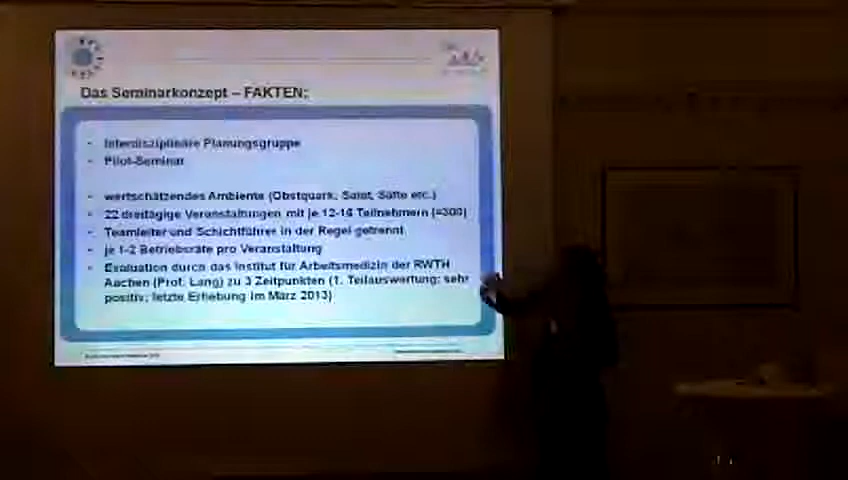 Das Seminarkonzept – FAKTEN:
• Interdisziplinäre Planungsgruppe
• Pilot-Seminar
• wertschätzendes Ambiente (Obstquark, Salat, Säfte etc.)
• 22 dreitägige Veranstaltungen mit je 12-14 Teilnehmern (=300)
• Teamleiter und Schichtführer in der Regel getrennt
• je 1-2 Betriebsräte pro Veranstaltung
• Evaluation durch das Institut für Arbeitsmedizin der RWTH
Aachen (Prof. Lang) zu 3 Zeitpunkten (1. Teilauswertung: sehr
positiv; letzte Erhebung im März 2013)